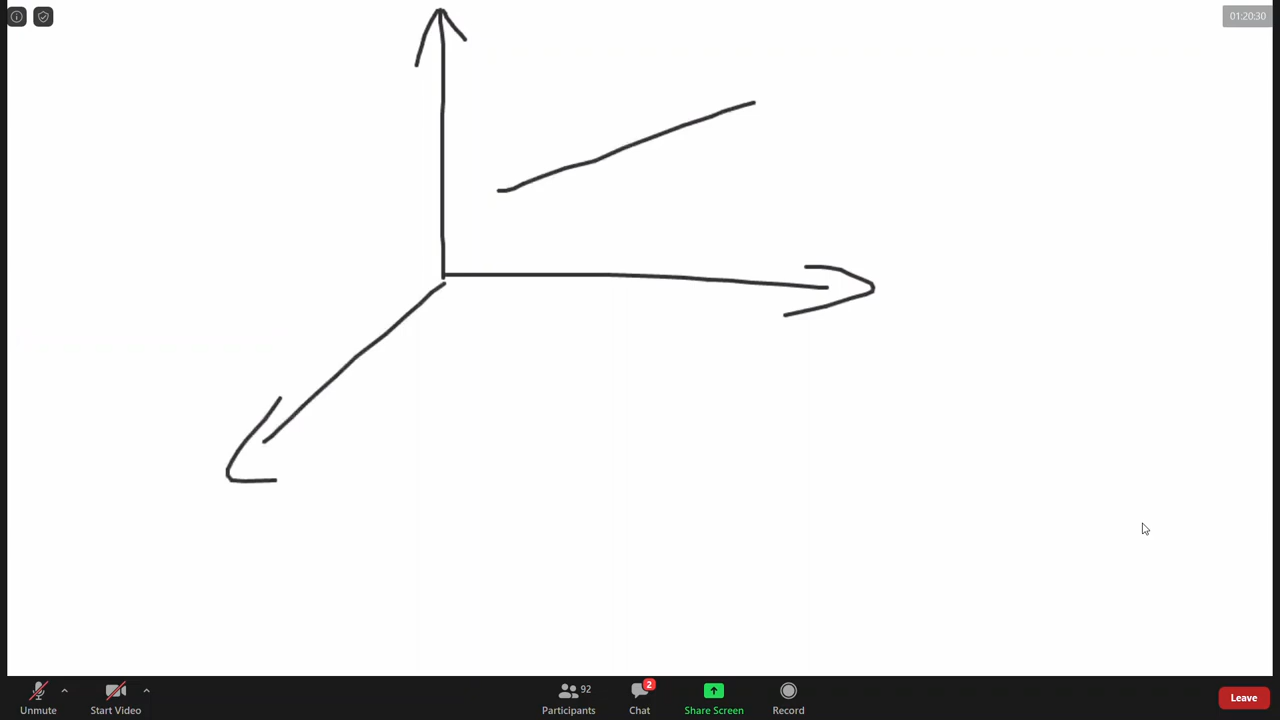 01:20:30
Unmute
Start Video
92
Participants
2
Chat
Share Screen
Record
Leave